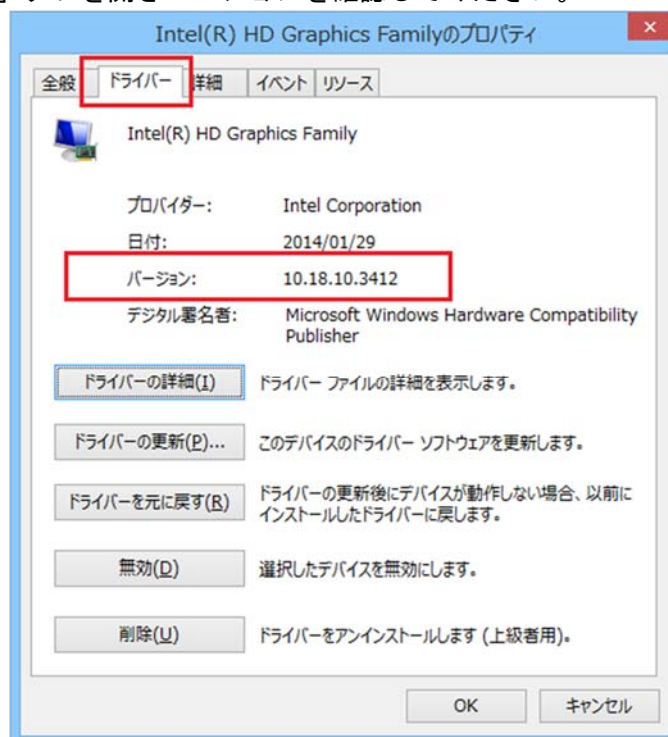 Intel(R) HD Graphics Familyのプロパティ
全般 ドライバー 詳細 イベント リソース
Intel(R) HD Graphics Family
プロバイダー: Intel Corporation
日付: 2014/01/29
バージョン: 10.18.10.3412
デジタル署名者: Microsoft Windows Hardware Compatibility
Publisher
ドライバーの詳細(I) ドライバー ファイルの詳細を表示します。
ドライバーの更新(P)... このデバイスのドライバー ソフトウェアを更新します。
ドライバーを元に戻す(R) ドライバーの更新後にデバイスが動作しない場合、以前に
インストールしたドライバーに戻します。
無効(D) 選択したデバイスを無効にします。
削除(U) ドライバーをアンインストールします (上級者用)。
OK キャンセル